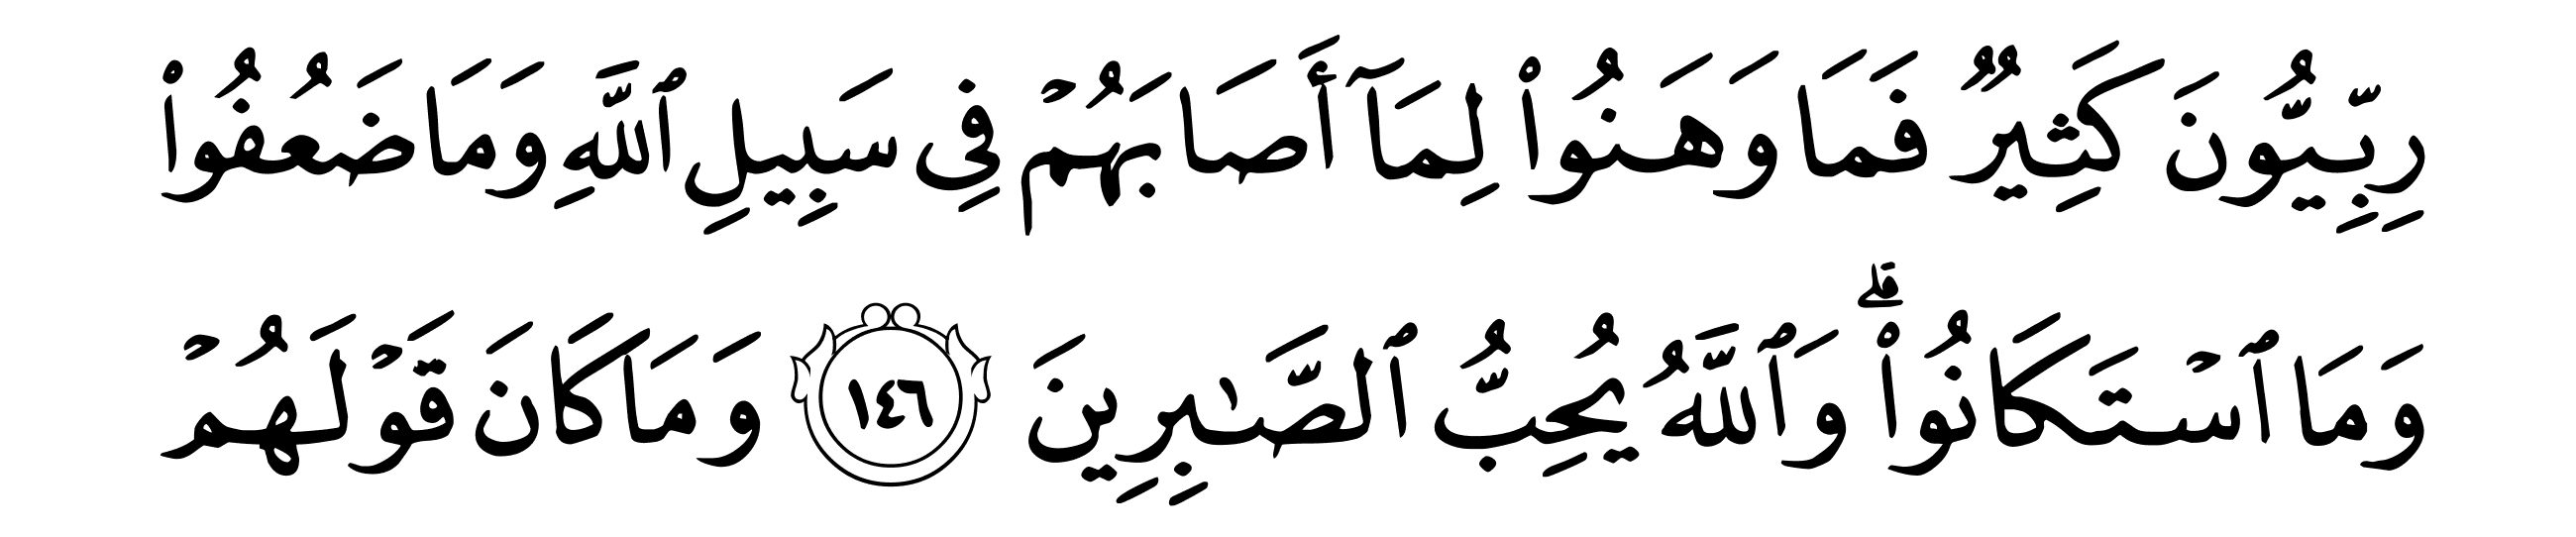 رِبِّيُّونَ كَثِيرٌ فَمَا وَهَنُوا۟ لِمَآ أَصَابَهُمْ فِى سَبِيلِ ٱللَّهِ وَمَا ضَعُفُوا۟
وَمَا ٱسْتَكَانُوا۟ ۗ وَٱللَّهُ يُحِبُّ ٱلصَّـٰبِرِينَ ١٤٦ وَمَا كَانَ قَوْلَهُمْ